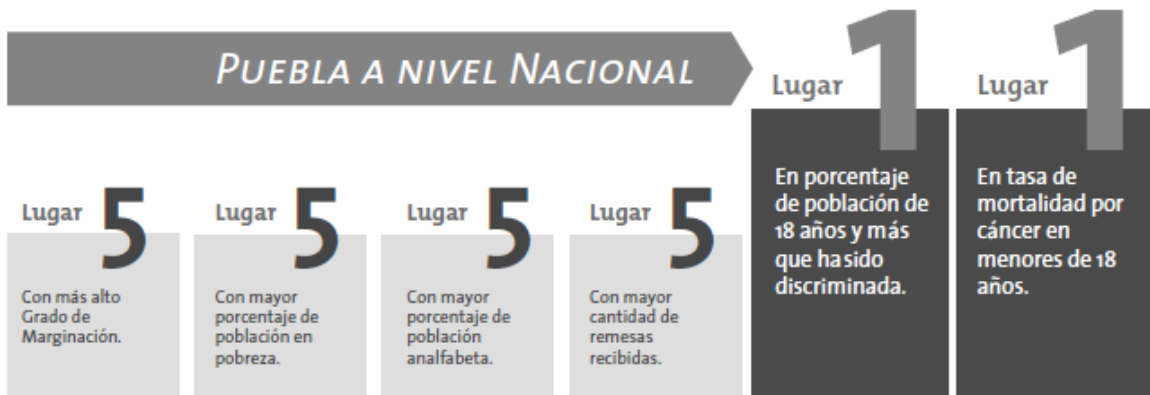 PUEBLA A NIVEL NACIONAL
Lugar 5
Con más alto
Grado de
Marginación.
Lugar 5
Con mayor
porcentaje de
población en
pobreza.
Lugar 5
Con mayor
porcentaje de
población
analfabeta.
Lugar 5
Con mayor
cantidad de
remesas
recibidas.
Lugar 1
En porcentaje
de población de
18 años y más
que ha sido
discriminada.
Lugar 1
En tasa de
mortalidad por
cáncer en
menores de 18
años.